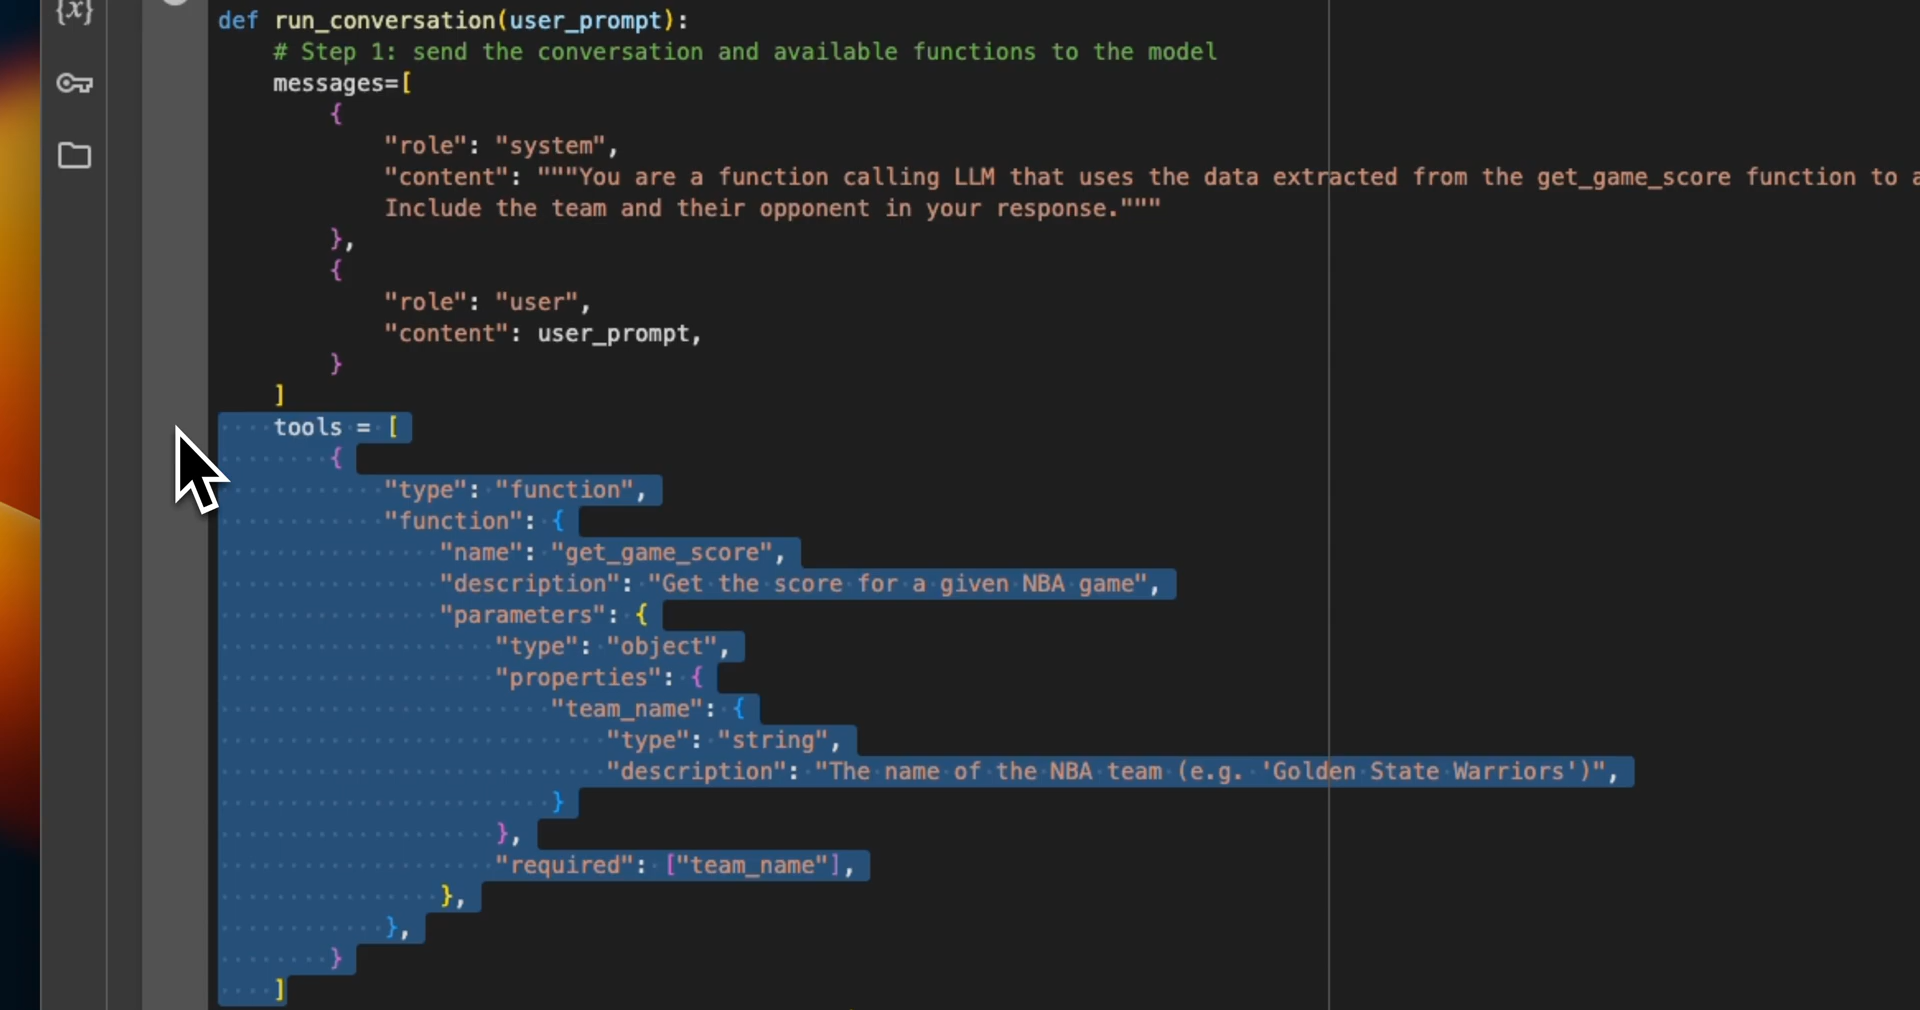 {x}
def run_conversation(user_prompt):
    # Step 1: send the conversation and available functions to the model
    messages=[
        {
            "role": "system",
            "content": """You are a function calling LLM that uses the data extracted from the get_game_score function to
            Include the team and their opponent in your response."""
        },
        {
            "role": "user",
            "content": user_prompt,
        }
    ]
    tools = [
        {
            "type": "function",
            "function": {
                "name": "get_game_score",
                "description": "Get the score for a given NBA game",
                "parameters": {
                    "type": "object",
                    "properties": {
                        "team_name": {
                            "type": "string",
                            "description": "The name of the NBA team (e.g. 'Golden State Warriors')",
                        }
                    },
                    "required": ["team_name"],
                },
            },
        }
    ]